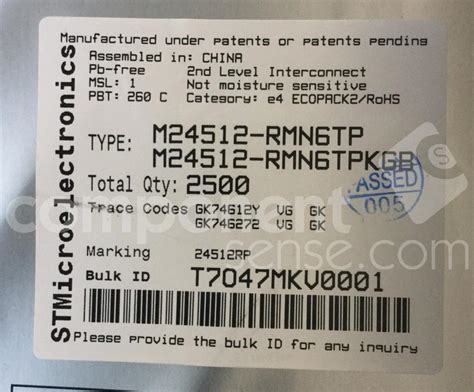 Manufactured under patents or patents pending
Assembled in: CHINA
Pb-free 2nd Level Interconnect
MSL: 1 Not moisture sensitive
PBT: 260 C Category: e4 ECOPACK2/RoHS
STMicroelectronics
TYPE: M24512-RMN6TP
M24512-RMN6TPKGB
Total Qty: 2500
ASSED
005
Trace Codes GK74612Y VG GK
GK746272 VG GK
Marking 24512RP
Bulk ID T7047MKV0001
Please provide the bulk ID for any inquiry
component
sense.com